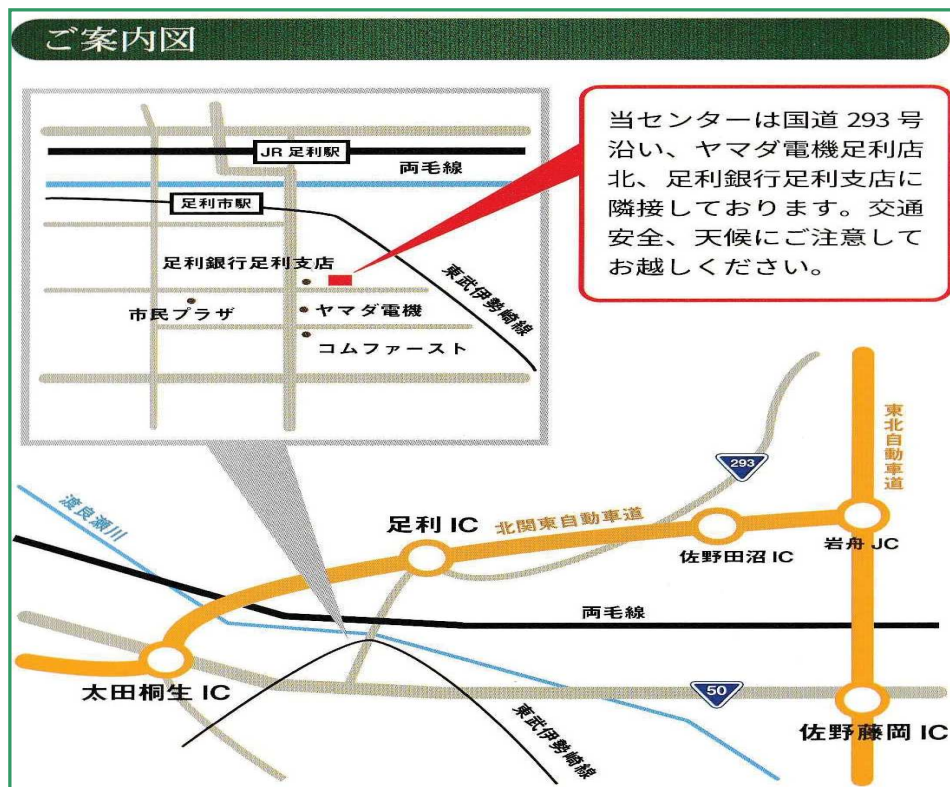 ご案内図
JR 足利駅
両毛線
足利市駅
足利銀行足利支店
東武伊勢崎線
市民プラザ
ヤマダ電機
コムファースト
当センターは国道 293 号
沿い、ヤマダ電機足利店
北、足利銀行足利支店に
隣接しております。交通
安全、天候にご注意して
お越しください。
東北自動車道
293
渡良瀬川
足利 IC
北関東自動車道
佐野田沼 IC
岩舟 JC
両毛線
太田桐生 IC
50
東武伊勢崎線
佐野藤岡 IC